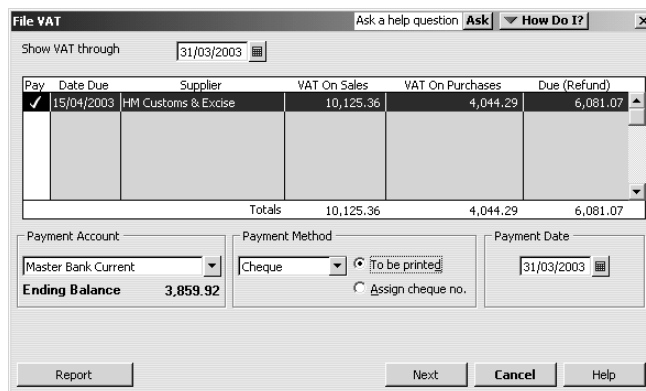 File VAT Ask a help question Ask How Do I? X
Show VAT through 31/03/2003
Pay Date Due Supplier VAT On Sales VAT On Purchases Due (Refund)
15/04/2003 HM Customs & Excise 10,125.36 4,044.29 6,081.07
Totals 10,125.36 4,044.29 6,081.07
Payment Account Payment Method Payment Date
Master Bank Current Cheque To be printed 31/03/2003
Ending Balance 3,859.92 Assign cheque no.
Report Next Cancel Help